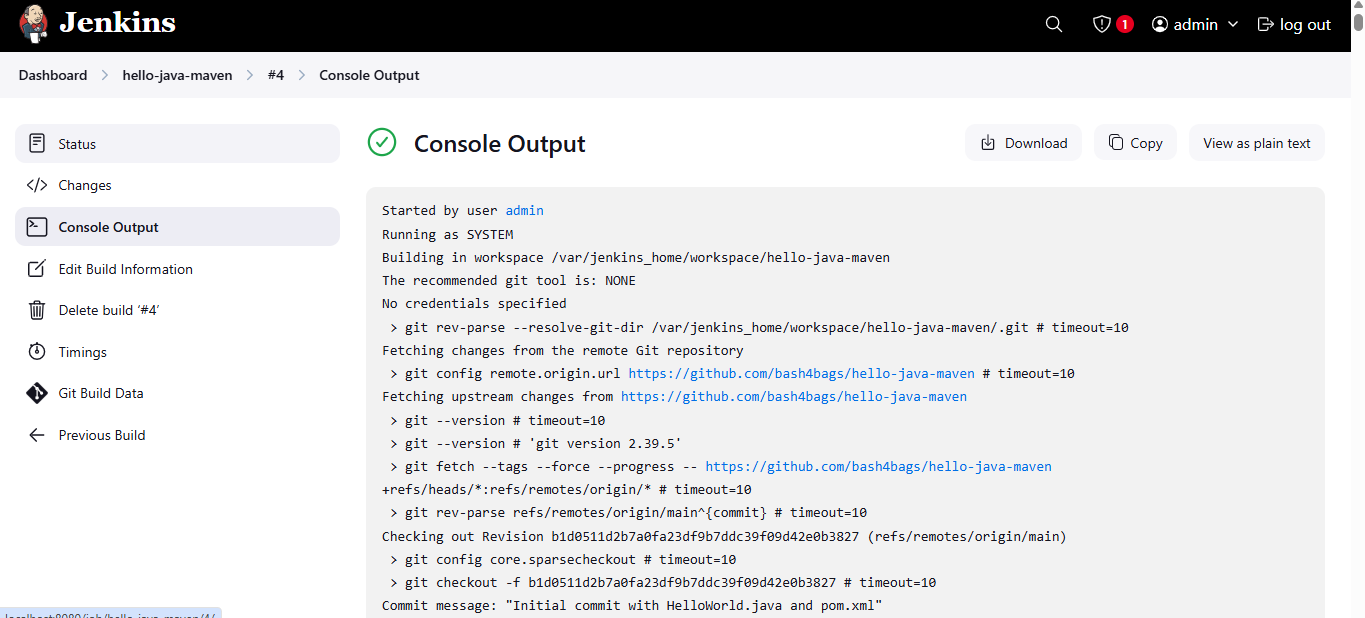 Jenkins
1
admin
log out
Dashboard
hello-java-maven
#4
Console Output
Status
Changes
Console Output
Edit Build Information
Delete build ‘#4’
Timings
Git Build Data
Previous Build
Console Output
Download
Copy
View as plain text
Started by user admin
Running as SYSTEM
Building in workspace /var/jenkins_home/workspace/hello-java-maven
The recommended git tool is: NONE
No credentials specified
> git rev-parse --resolve-git-dir /var/jenkins_home/workspace/hello-java-maven/.git # timeout=10
Fetching changes from the remote Git repository
> git config remote.origin.url https://github.com/bash4bags/hello-java-maven # timeout=10
Fetching upstream changes from https://github.com/bash4bags/hello-java-maven
> git --version # timeout=10
> git --version # 'git version 2.39.5'
> git fetch --tags --force --progress -- https://github.com/bash4bags/hello-java-maven
+refs/heads/*:refs/remotes/origin/* # timeout=10
> git rev-parse refs/remotes/origin/main^{commit} # timeout=10
Checking out Revision b1d0511d2b7a0fa23df9b7ddc39f09d42e0b3827 (refs/remotes/origin/main)
> git config core.sparsecheckout # timeout=10
> git checkout -f b1d0511d2b7a0fa23df9b7ddc39f09d42e0b3827 # timeout=10
Commit message: "Initial commit with HelloWorld.java and pom.xml"
localhost:8080/job/hello-java-maven/4/